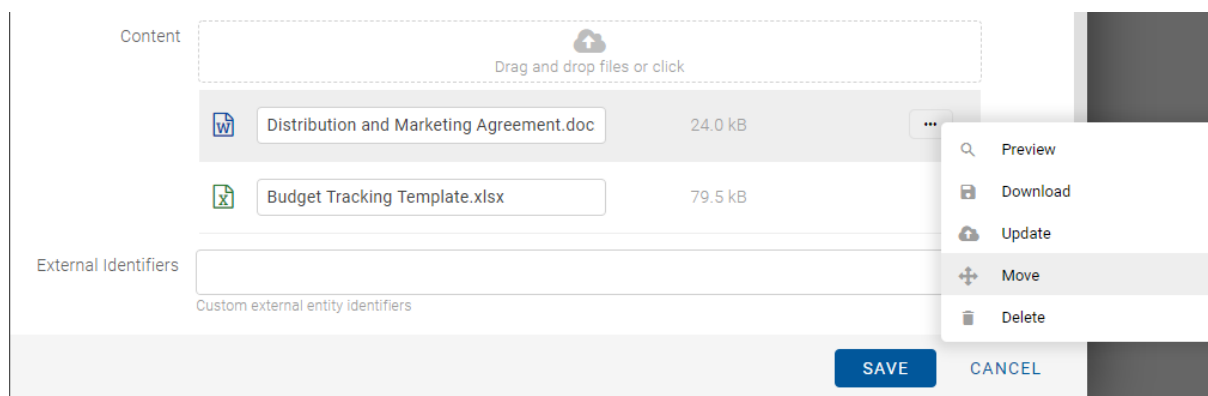 Content
Drag and drop files or click
Distribution and Marketing Agreement.doc 24.0 kB ...
Budget Tracking Template.xlsx 79.5 kB
External Identifiers
Custom external entity identifiers
Preview
Download
Update
Move
Delete
SAVE CANCEL